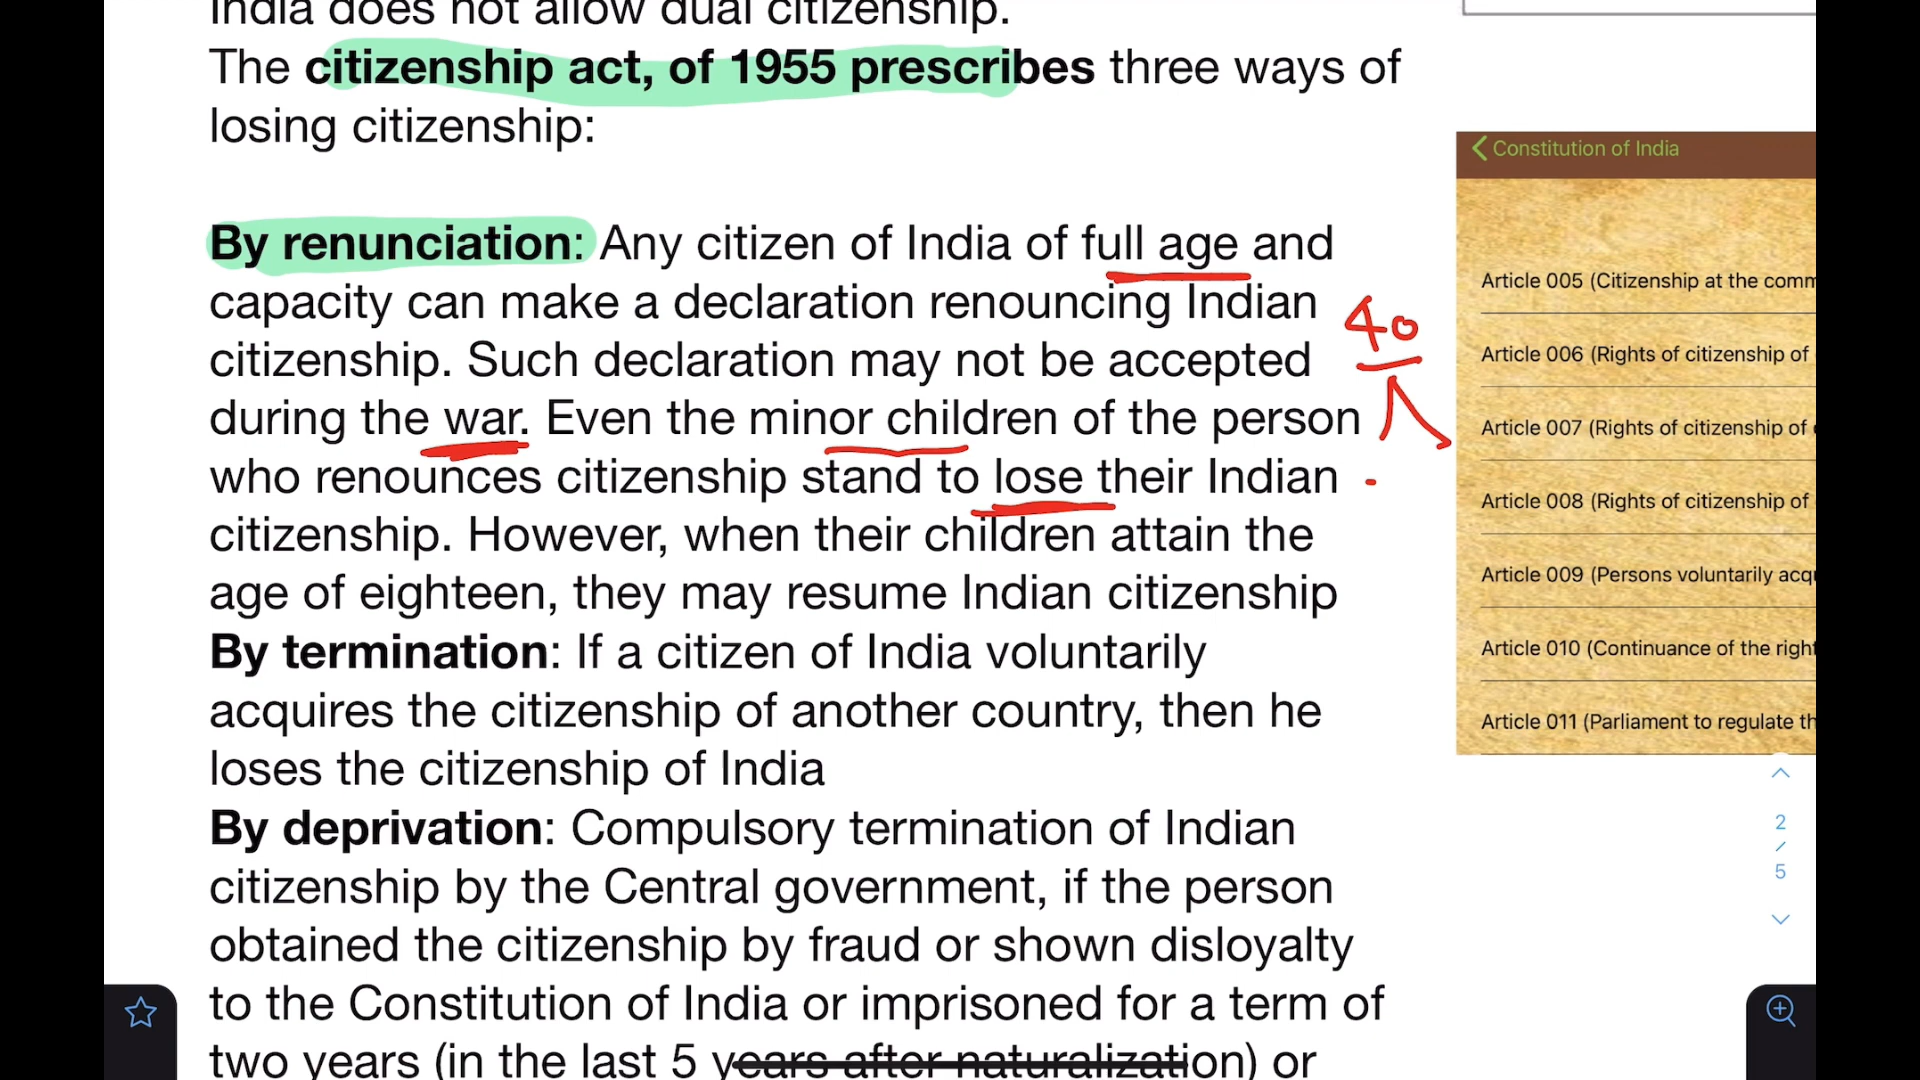 India does not allow dual citizenship.
The citizenship act, of 1955 prescribes three ways of
losing citizenship:
By renunciation: Any citizen of India of full age and
capacity can make a declaration renouncing Indian
citizenship. Such declaration may not be accepted
during the war. Even the minor children of the person
who renounces citizenship stand to lose their Indian
citizenship. However, when their children attain the
age of eighteen, they may resume Indian citizenship
By termination: If a citizen of India voluntarily
acquires the citizenship of another country, then he
loses the citizenship of India
By deprivation: Compulsory termination of Indian
citizenship by the Central government, if the person
obtained the citizenship by fraud or shown disloyalty
to the Constitution of India or imprisoned for a term of
two years (in the last 5 years after naturalization) or
40
Constitution of India
Article 005 (Citizenship at the comm
Article 006 (Rights of citizenship of
Article 007 (Rights of citizenship of
Article 008 (Rights of citizenship of
Article 009 (Persons voluntarily acqu
Article 010 (Continuance of the right
Article 011 (Parliament to regulate th
2
/
5